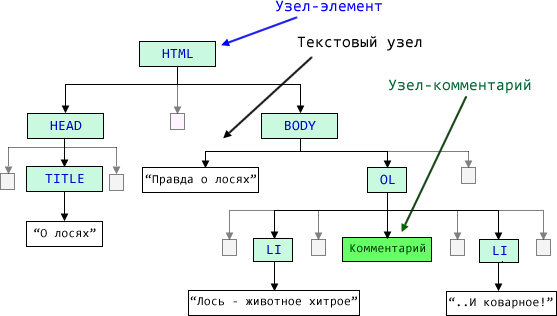 Узел-элемент
Текстовый узел
HTML
Узел-комментарий
HEAD
BODY
TITLE
“Правда о лосях”
OL
“О лосях”
LI
Комментарий
LI
“Лось - животное хитрое”
“..И коварное!”